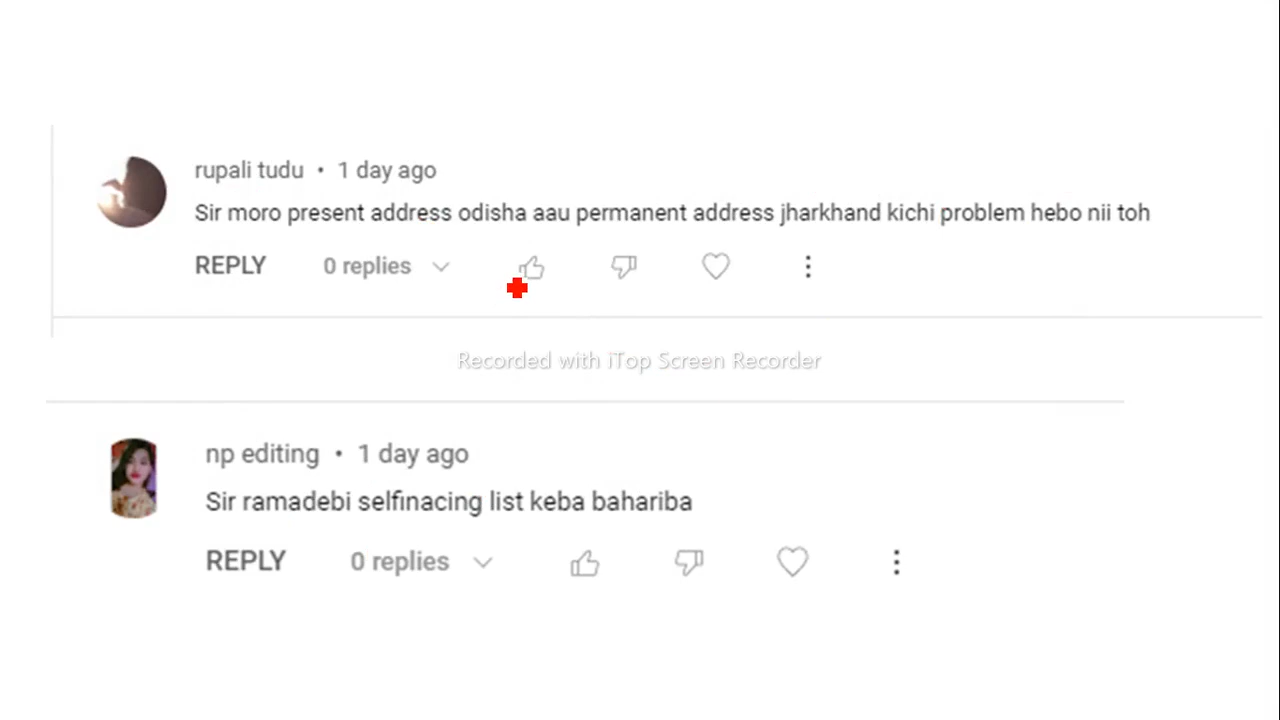 rupali tudu • 1 day ago
Sir moro present address odisha aau permanent address jharkhand kichi problem hebo nii toh
REPLY 0 replies
Recorded with iTop Screen Recorder
np editing • 1 day ago
Sir ramadebi selfinacing list keba bahariba
REPLY 0 replies